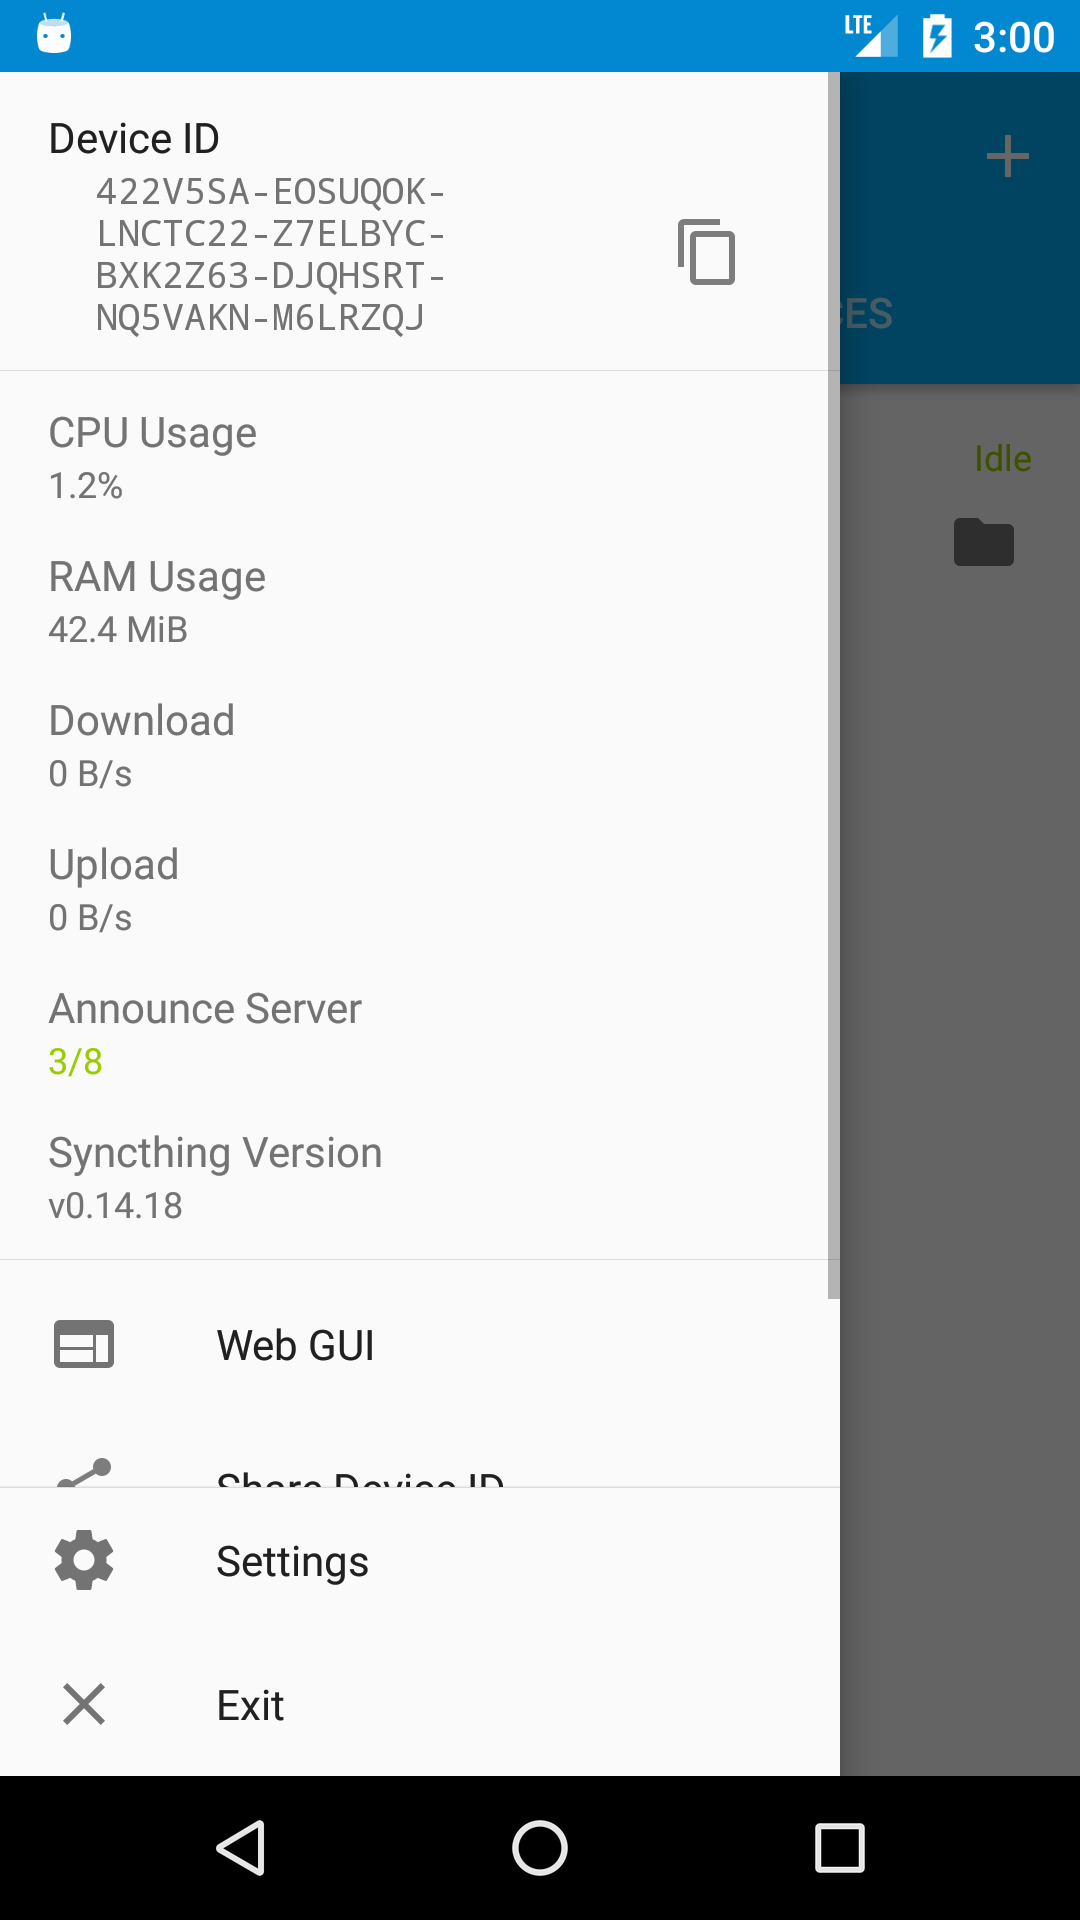 LTE 3:00
Device ID
422V5SA-EOSUQOK-
LNCTC22-Z7ELBYC-
BXK2Z63-DJQHSRT-
NQ5VAKN-M6LRZQJ
CES
CPU Usage
1.2%
Idle
RAM Usage
42.4 MiB
Download
0 B/s
Upload
0 B/s
Announce Server
3/8
Syncthing Version
v0.14.18
Web GUI
Share Device ID
Settings
Exit